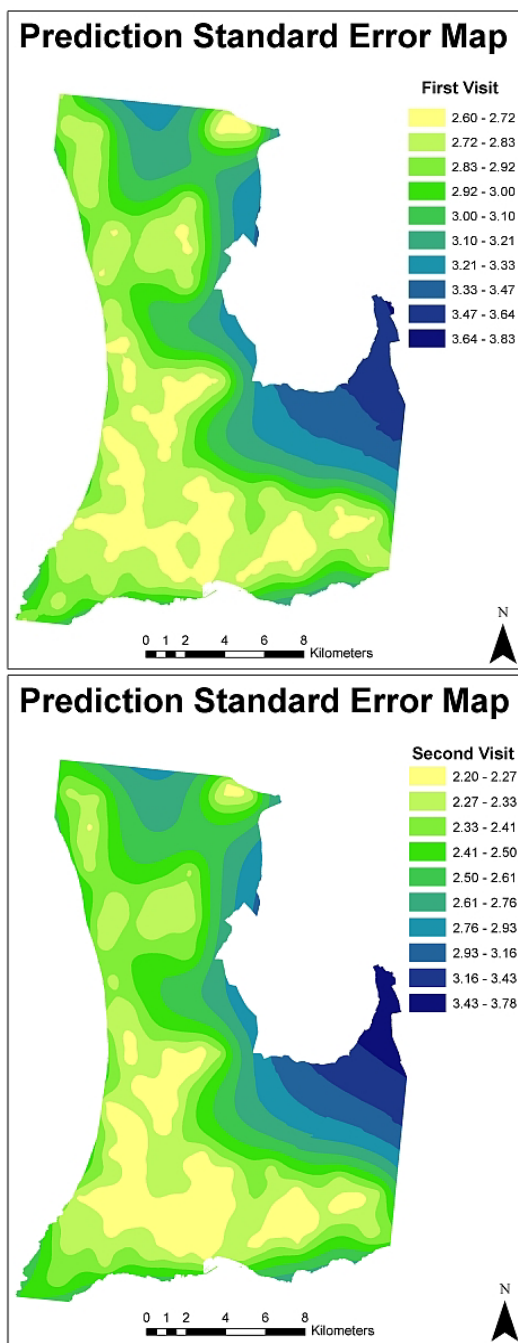 Prediction Standard Error Map
First Visit
2.60 - 2.72
2.72 - 2.83
2.83 - 2.92
2.92 - 3.00
3.00 - 3.10
3.10 - 3.21
3.21 - 3.33
3.33 - 3.47
3.47 - 3.64
3.64 - 3.83
N
0 1 2 4 6 8
Kilometers
Prediction Standard Error Map
Second Visit
2.20 - 2.27
2.27 - 2.33
2.33 - 2.41
2.41 - 2.50
2.50 - 2.61
2.61 - 2.76
2.76 - 2.93
2.93 - 3.16
3.16 - 3.43
3.43 - 3.78
N
0 1 2 4 6 8
Kilometers